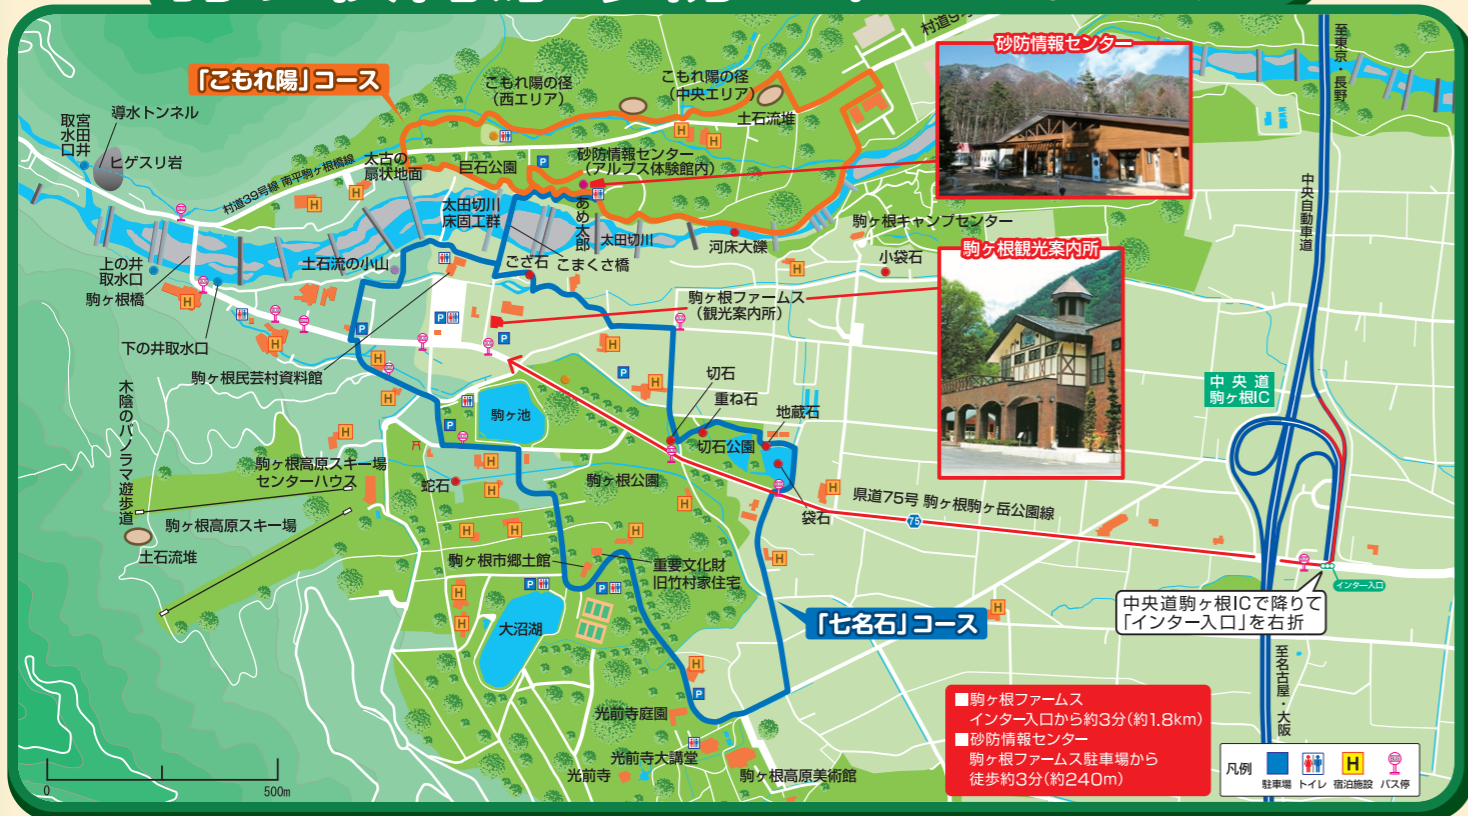 砂防情報センター
村道9号
至東京・長野
「こもれ陽」コース
こもれ陽の径
（西エリア）
こもれ陽の径
（中央エリア）
土石流堆
導水トンネル
宮田井
取水口
ヒゲスリ岩
村道39号線 南平駒ヶ根橋線
太古の
扇状地面
巨石公園
砂防情報センター
（アルプス体験館内）
太田切川
床固工群
あめ太郎
太田切川
河床大礫
駒ヶ根キャンプセンター
小袋石
中央自動車道
駒ヶ根観光案内所
上の井
取水口
駒ヶ根橋
土石流の小山
ござ石
こまくさ橋
駒ヶ根ファームス
（観光案内所）
下の井取水口
駒ヶ根民芸村資料館
木陰のパノラマ遊歩道
駒ヶ池
切石
重ね石
地蔵石
切石公園
中央道
駒ヶ根IC
駒ヶ根高原スキー場
センターハウス
蛇石
駒ヶ根公園
袋石
県道75号 駒ヶ根駒ヶ岳公園線
75
駒ヶ根高原スキー場
土石流堆
駒ヶ根市郷土館
重要文化財
旧竹村家住宅
大沼湖
「七名石」コース
インター入口
中央道駒ヶ根ICで降りて
「インター入口」を右折
至名古屋・大阪
光前寺庭園
光前寺大講堂
光前寺
駒ヶ根高原美術館
■駒ヶ根ファームス
インター入口から約3分(約1.8km)
■砂防情報センター
駒ヶ根ファームス駐車場から
徒歩約3分(約240m)
凡例
駐車場 トイレ 宿泊施設 バス停
0 500m